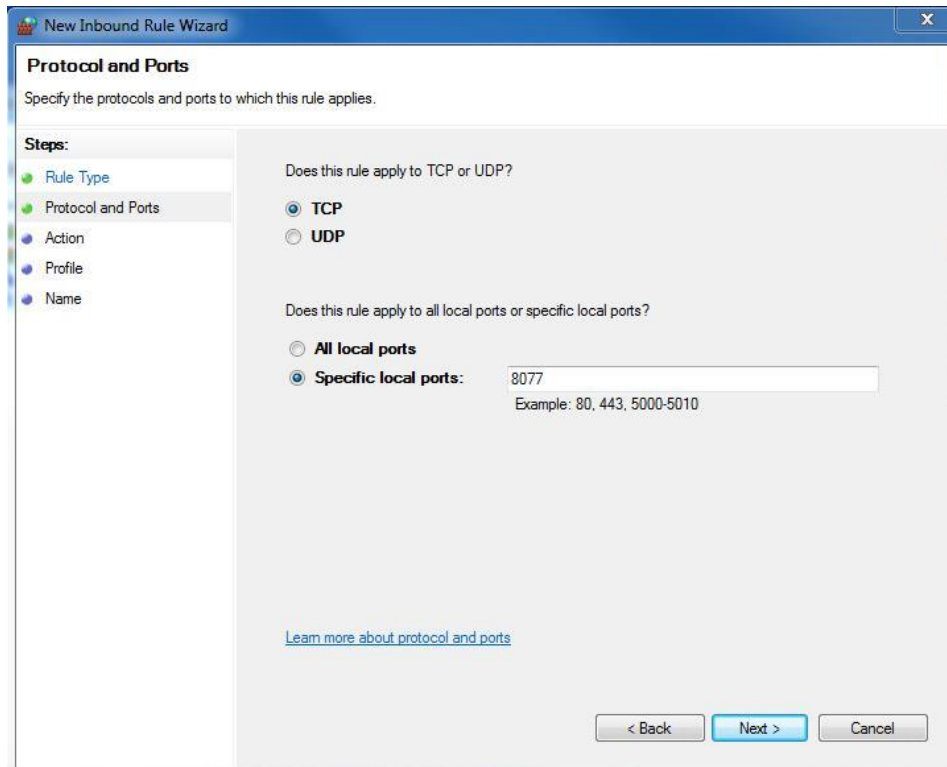 New Inbound Rule Wizard
X
Protocol and Ports
Specify the protocols and ports to which this rule applies.
Steps:
Rule Type
Protocol and Ports
Action
Profile
Name
Does this rule apply to TCP or UDP?
TCP
UDP
Does this rule apply to all local ports or specific local ports?
All local ports
Specific local ports: 8077
Example: 80, 443, 5000-5010
Learn more about protocol and ports
< Back Next > Cancel